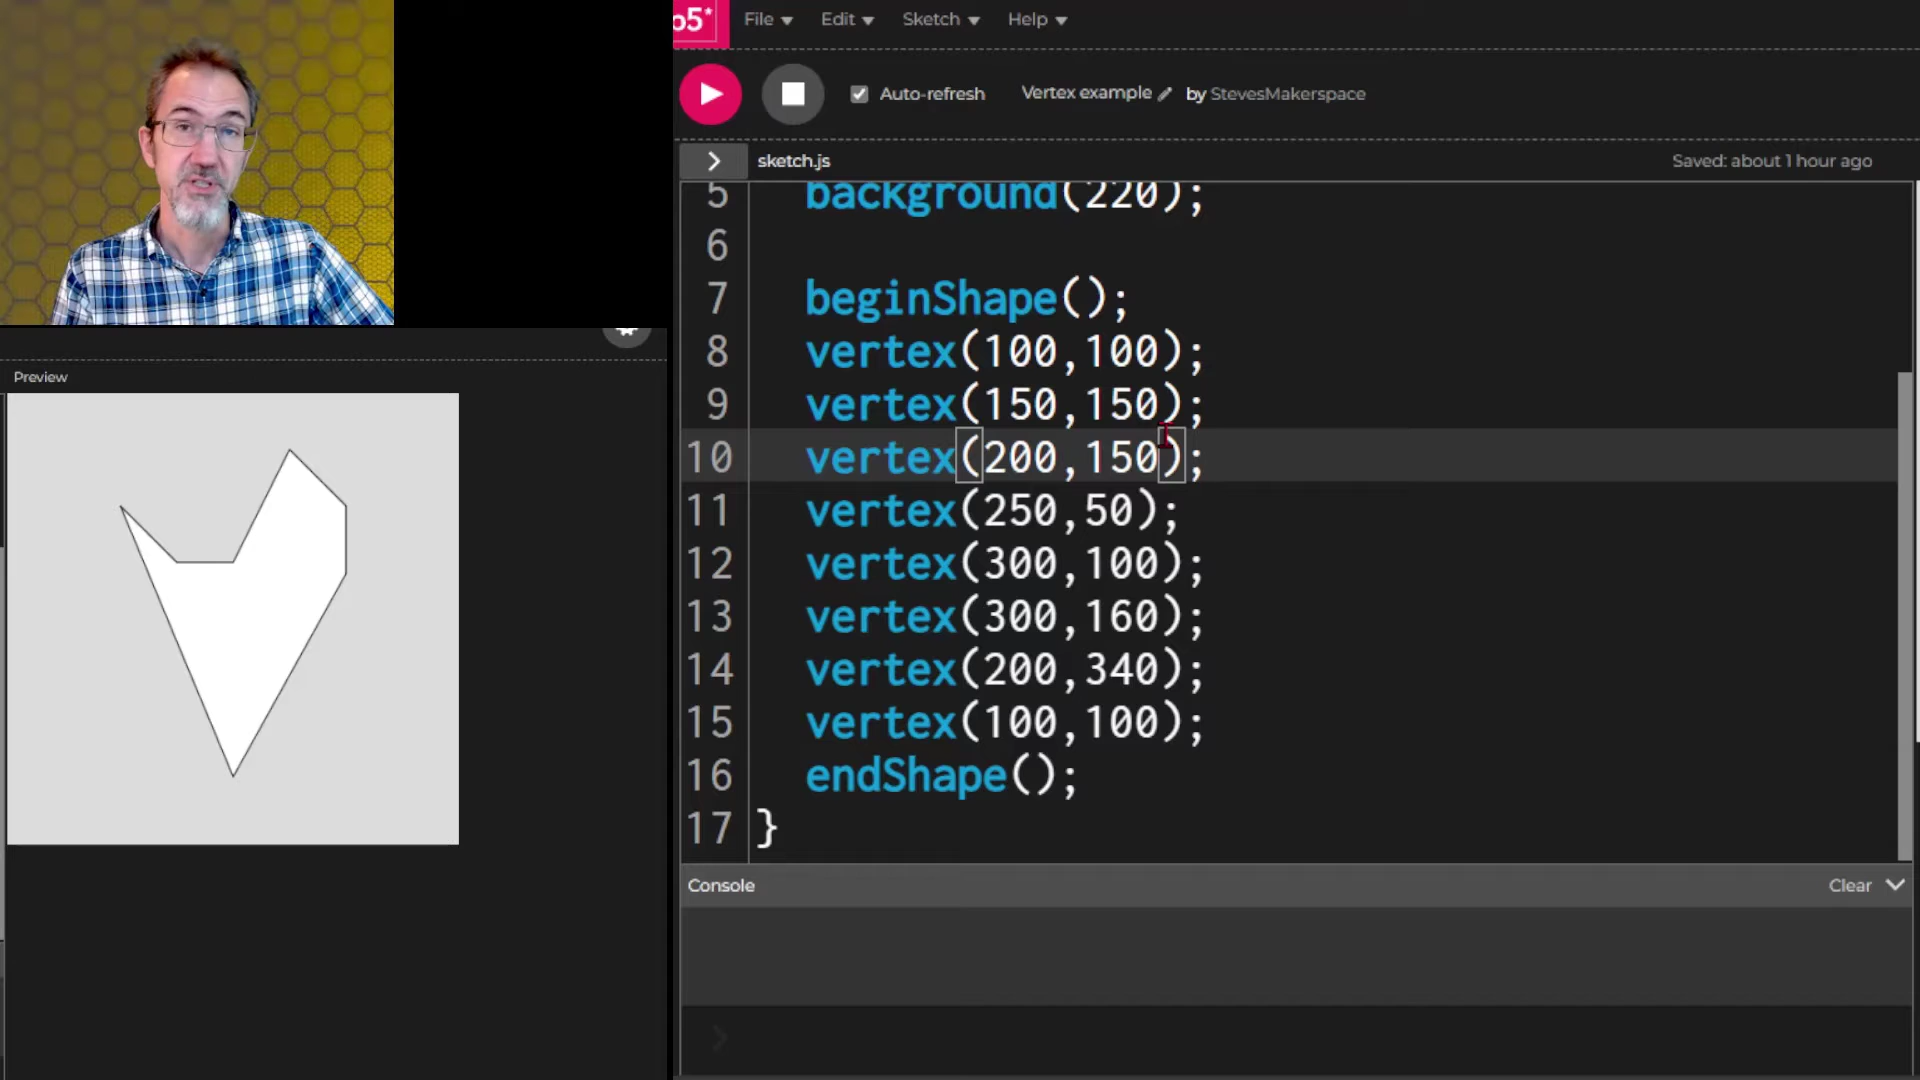 p5*
File
Edit
Sketch
Help
Auto-refresh
Vertex example
by StevesMakerspace
sketch.js
Saved: about 1 hour ago
Preview
5 background(220);
6
7 beginShape();
8 vertex(100,100);
9 vertex(150,150);
10 vertex(200,150);
11 vertex(250,50);
12 vertex(300,100);
13 vertex(300,160);
14 vertex(200,340);
15 vertex(100,100);
16 endShape();
17 }
Console
Clear